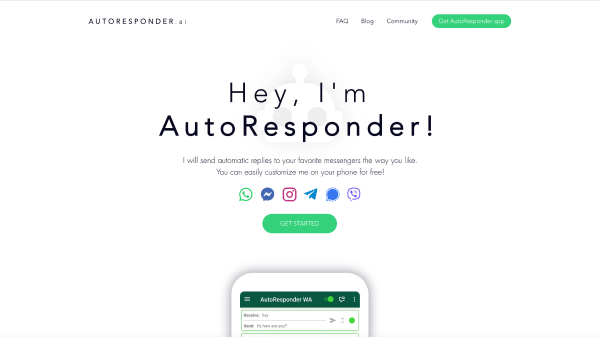 AUTORESPONDER.ai
FAQ Blog Community Get AutoResponder app
Hey, I'm
AutoResponder!
I will send automatic replies to your favorite messengers the way you like.
You can easily customize me on your phone for free!
GET STARTED
AutoResponder WA
Receive: hey
Send: Hi, how are you?